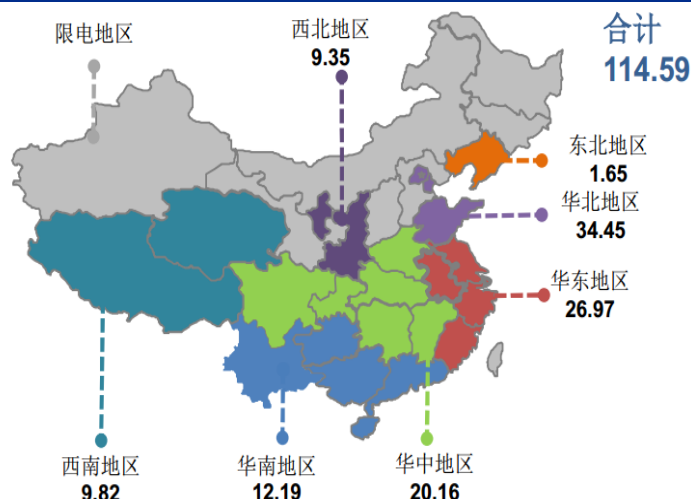 限电地区
西北地区
9.35
合计
114.59
东北地区
1.65
华北地区
34.45
华东地区
26.97
西南地区
9.82
华南地区
12.19
华中地区
20.16